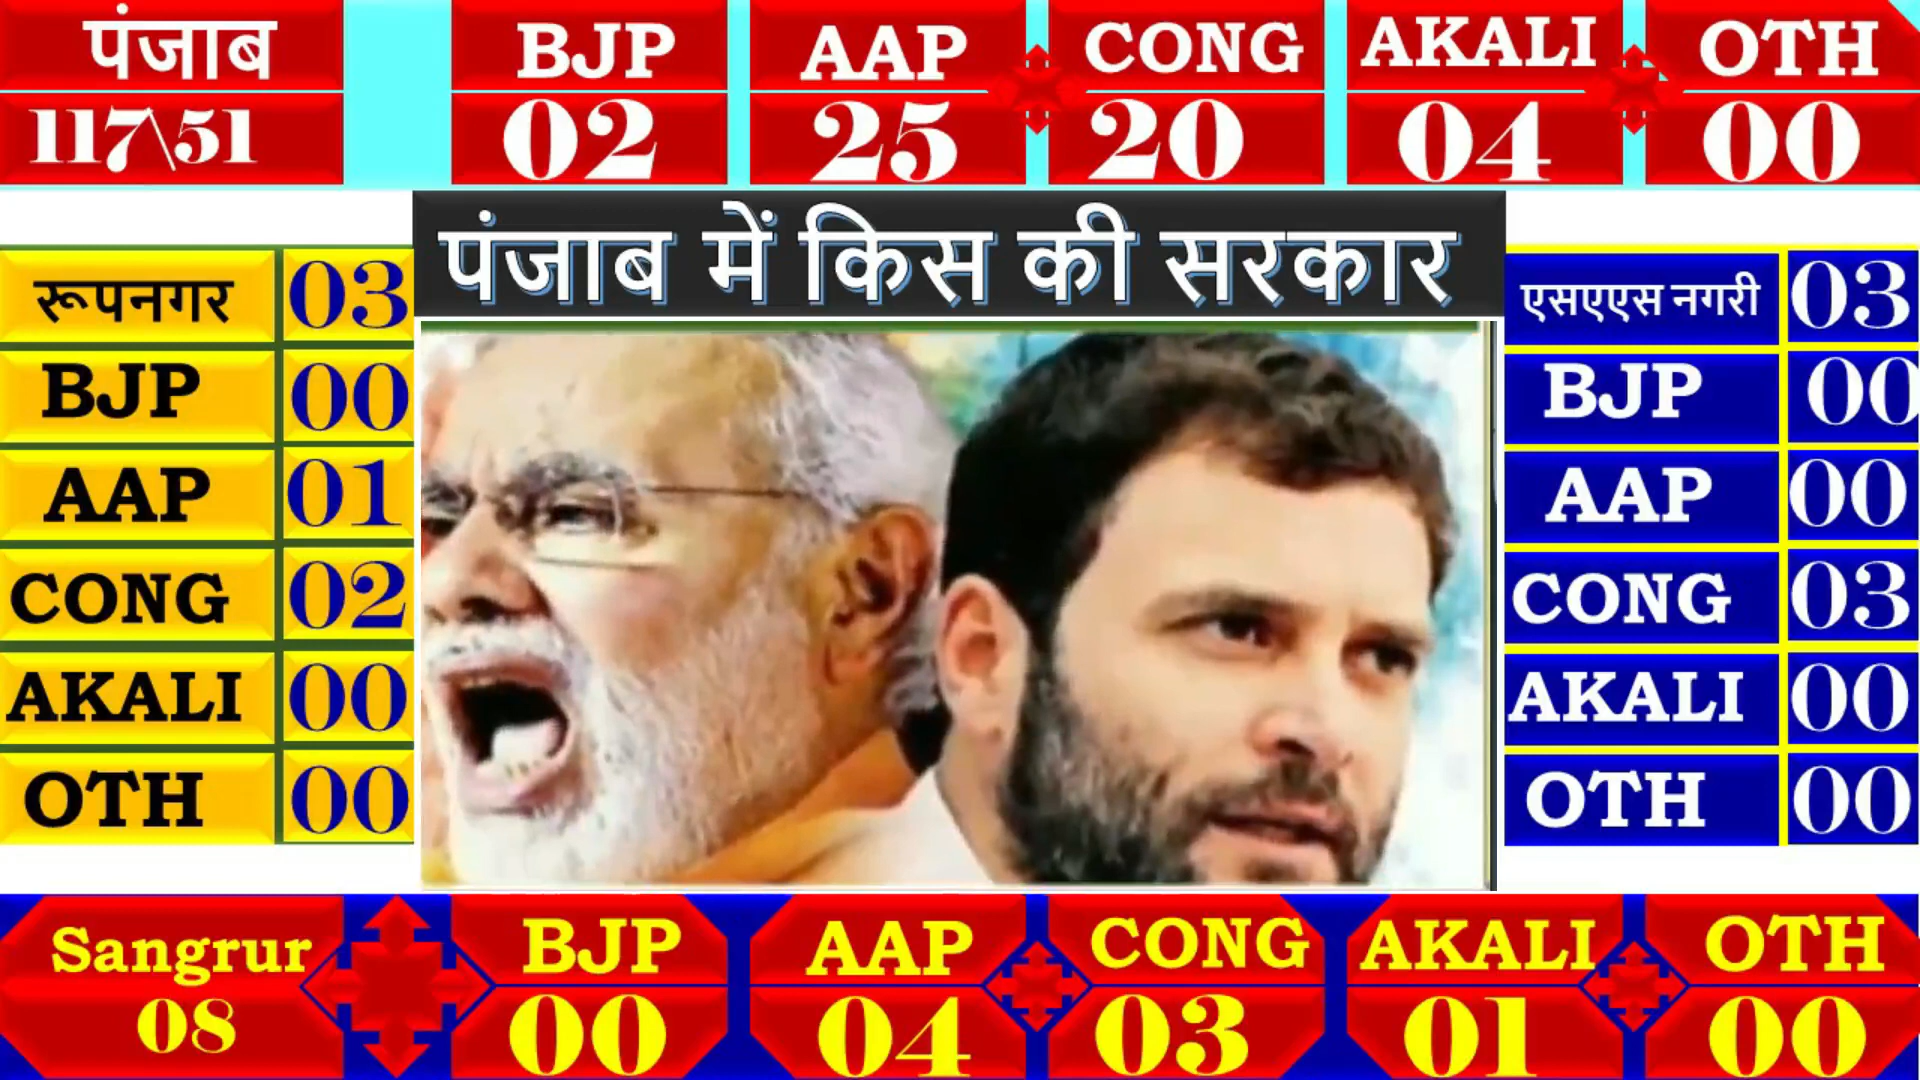 पंजाब BJP AAP CONG AKALI OTH
117\51 02 25 20 04 00
पंजाब में किस की सरकार
रूपनगर 03
BJP 00
AAP 01
CONG 02
AKALI 00
OTH 00
एसएएस नगरी 03
BJP 00
AAP 00
CONG 03
AKALI 00
OTH 00
Sangrur BJP AAP CONG AKALI OTH
08 00 04 03 01 00